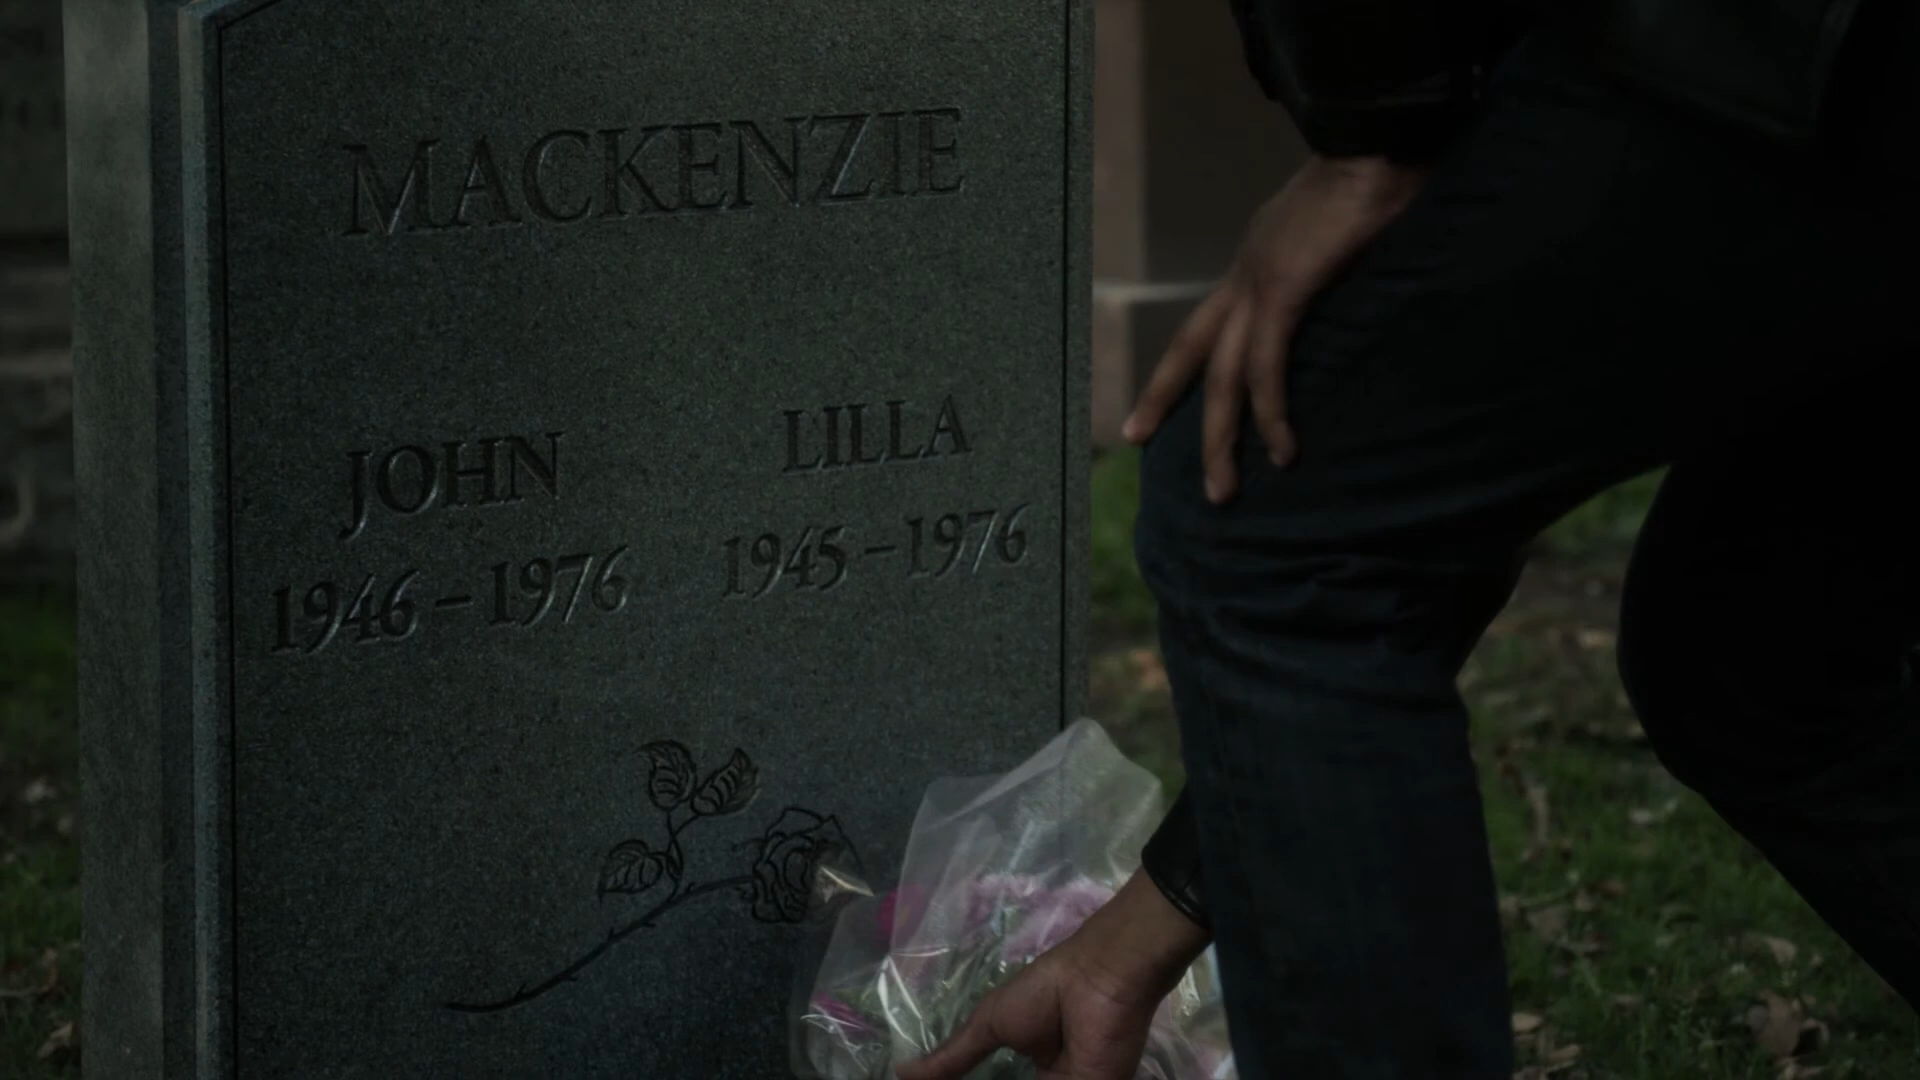 MACKENZIE
JOHN
1946 – 1976
LILLA
1945 – 1976